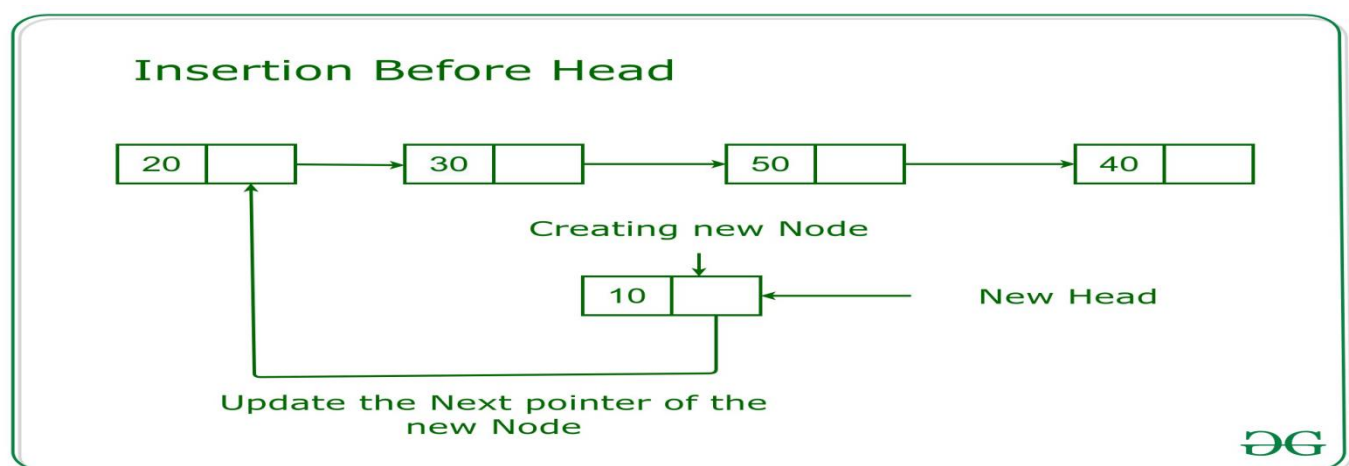 Insertion Before Head
20 30 50 40
Creating new Node
10 New Head
Update the Next pointer of the
new Node
GG